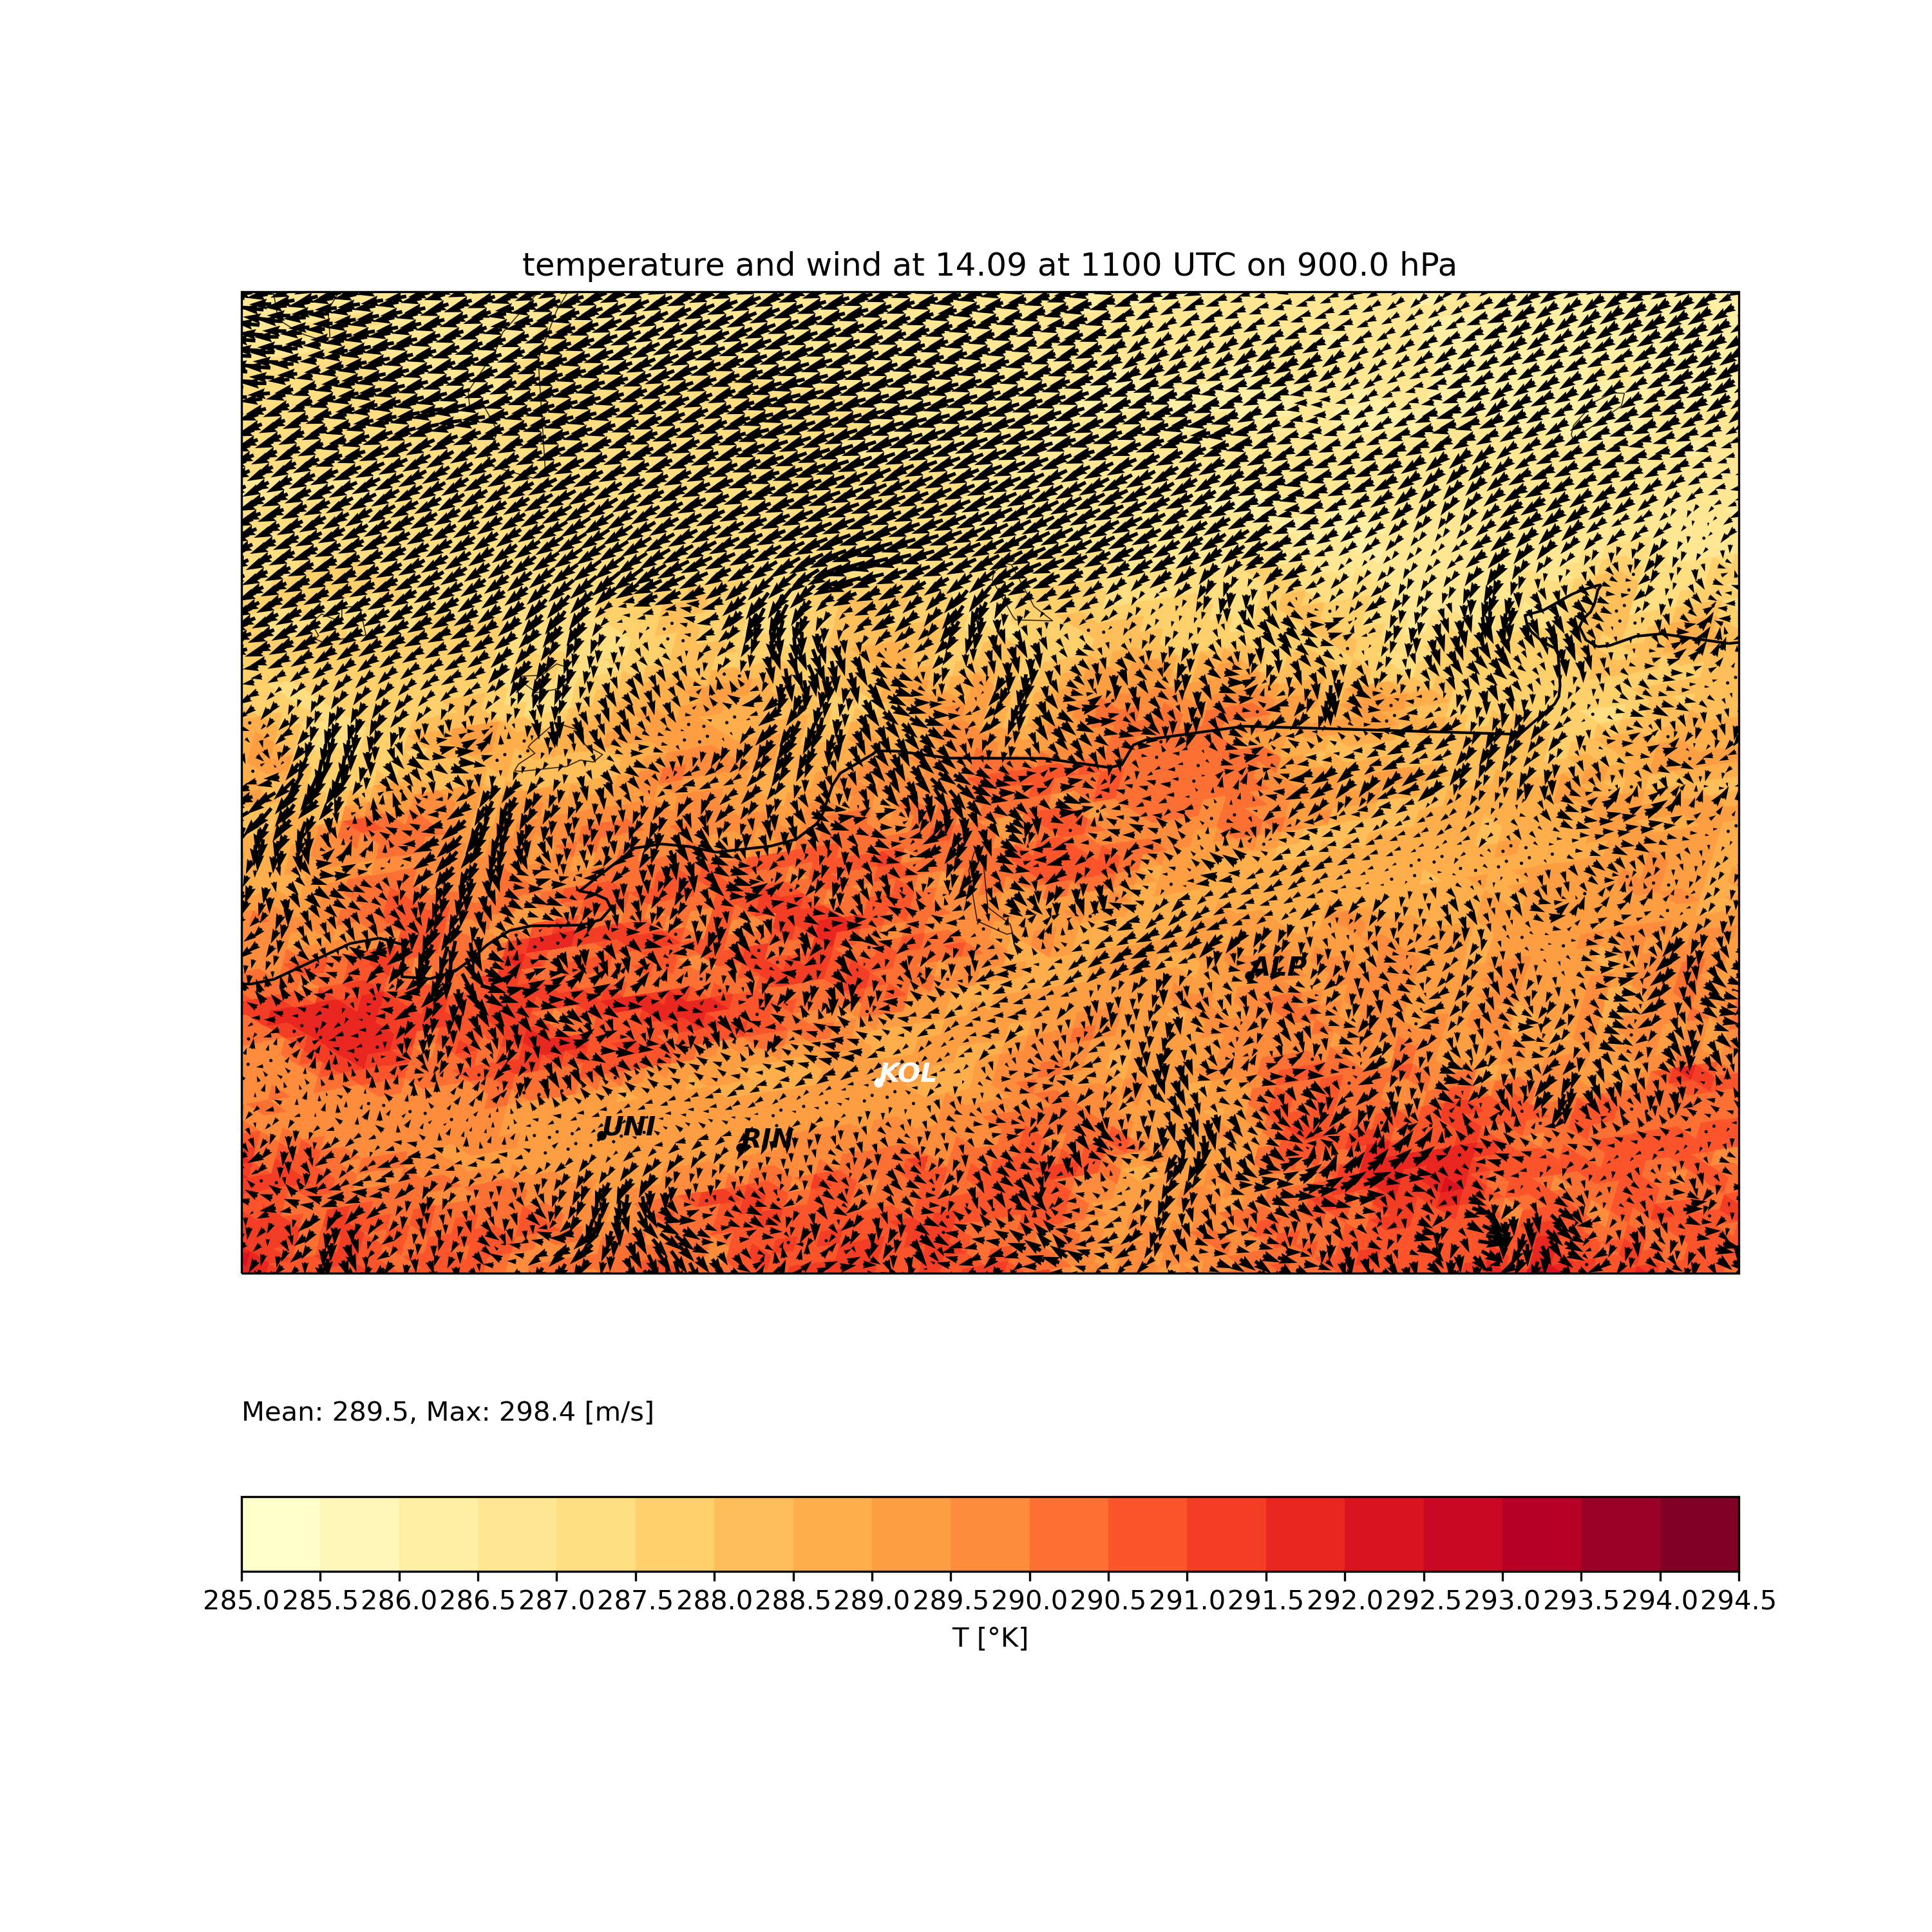 temperature and wind at 14.09 at 1100 UTC on 900.0 hPa
ALP
KOL
UNI
RIN
Mean: 289.5, Max: 298.4 [m/s]
285.0 285.5 286.0 286.5 287.0 287.5 288.0 288.5 289.0 289.5 290.0 290.5 291.0 291.5 292.0 292.5 293.0 293.5 294.0 294.5
T [°K]